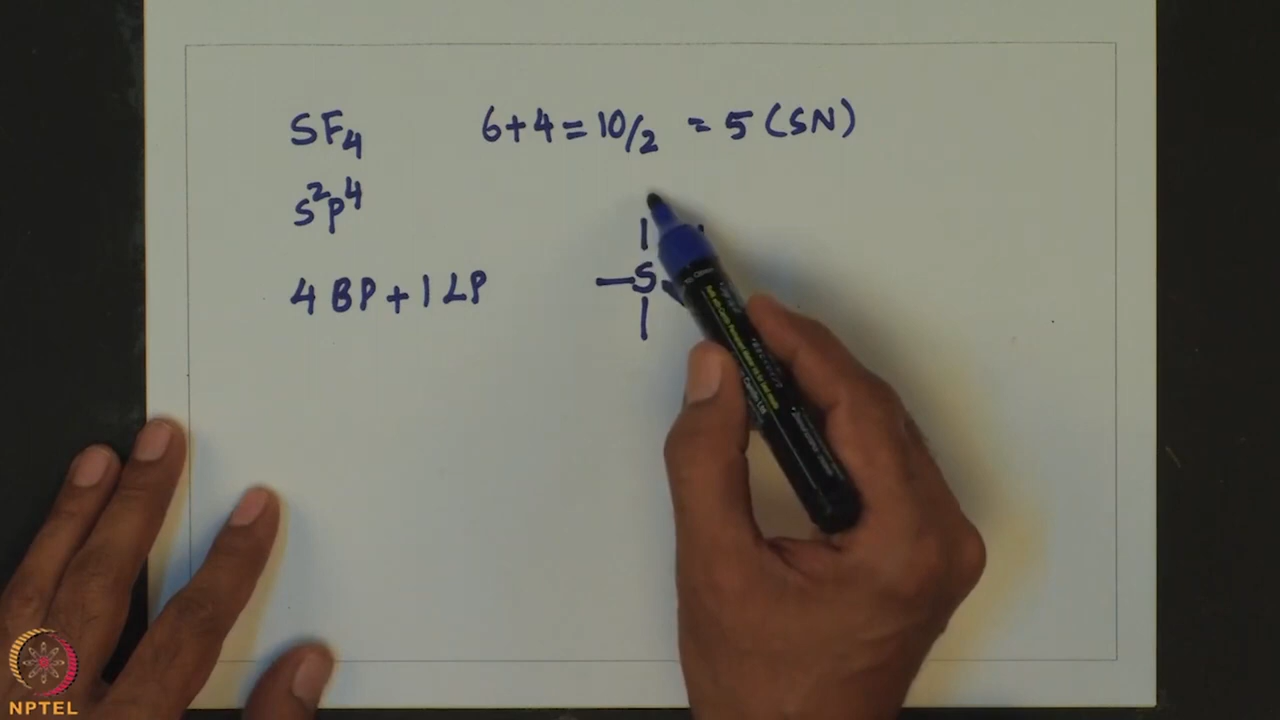 SF₄ 6+4=10/2 = 5 (SN)
s²p⁴
4 BP + 1 LP
S
NPTEL